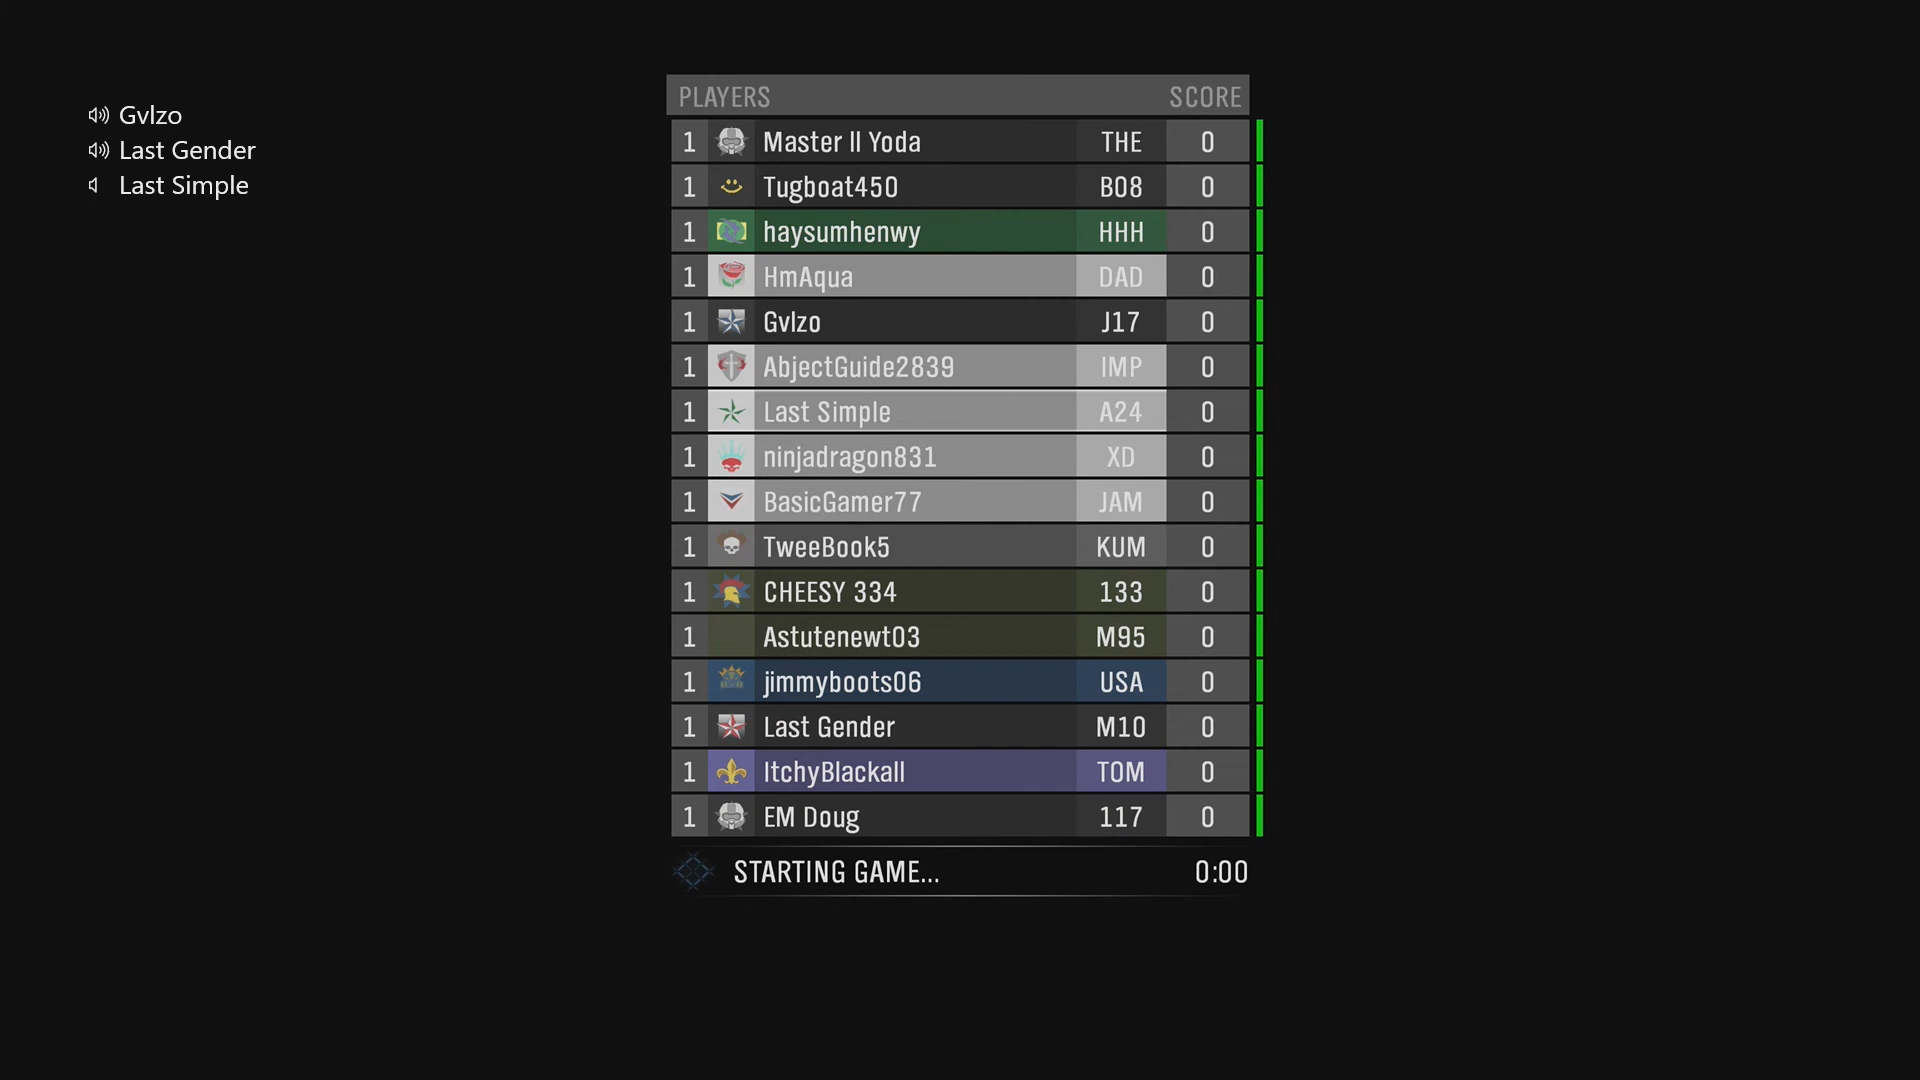 Gvlzo
Last Gender
Last Simple
PLAYERS SCORE
1 Master II Yoda THE 0
1 Tugboat450 B08 0
1 haysumhenwy HHH 0
1 HmAqua DAD 0
1 Gvlzo J17 0
1 AbjectGuide2839 IMP 0
1 Last Simple A24 0
1 ninjadragon831 XD 0
1 BasicGamer77 JAM 0
1 TweeBook5 KUM 0
1 CHEESY 334 133 0
1 Astutenewt03 M95 0
1 jimmyboots06 USA 0
1 Last Gender M10 0
1 ItchyBlackall TOM 0
1 EM Doug 117 0
STARTING GAME... 0:00